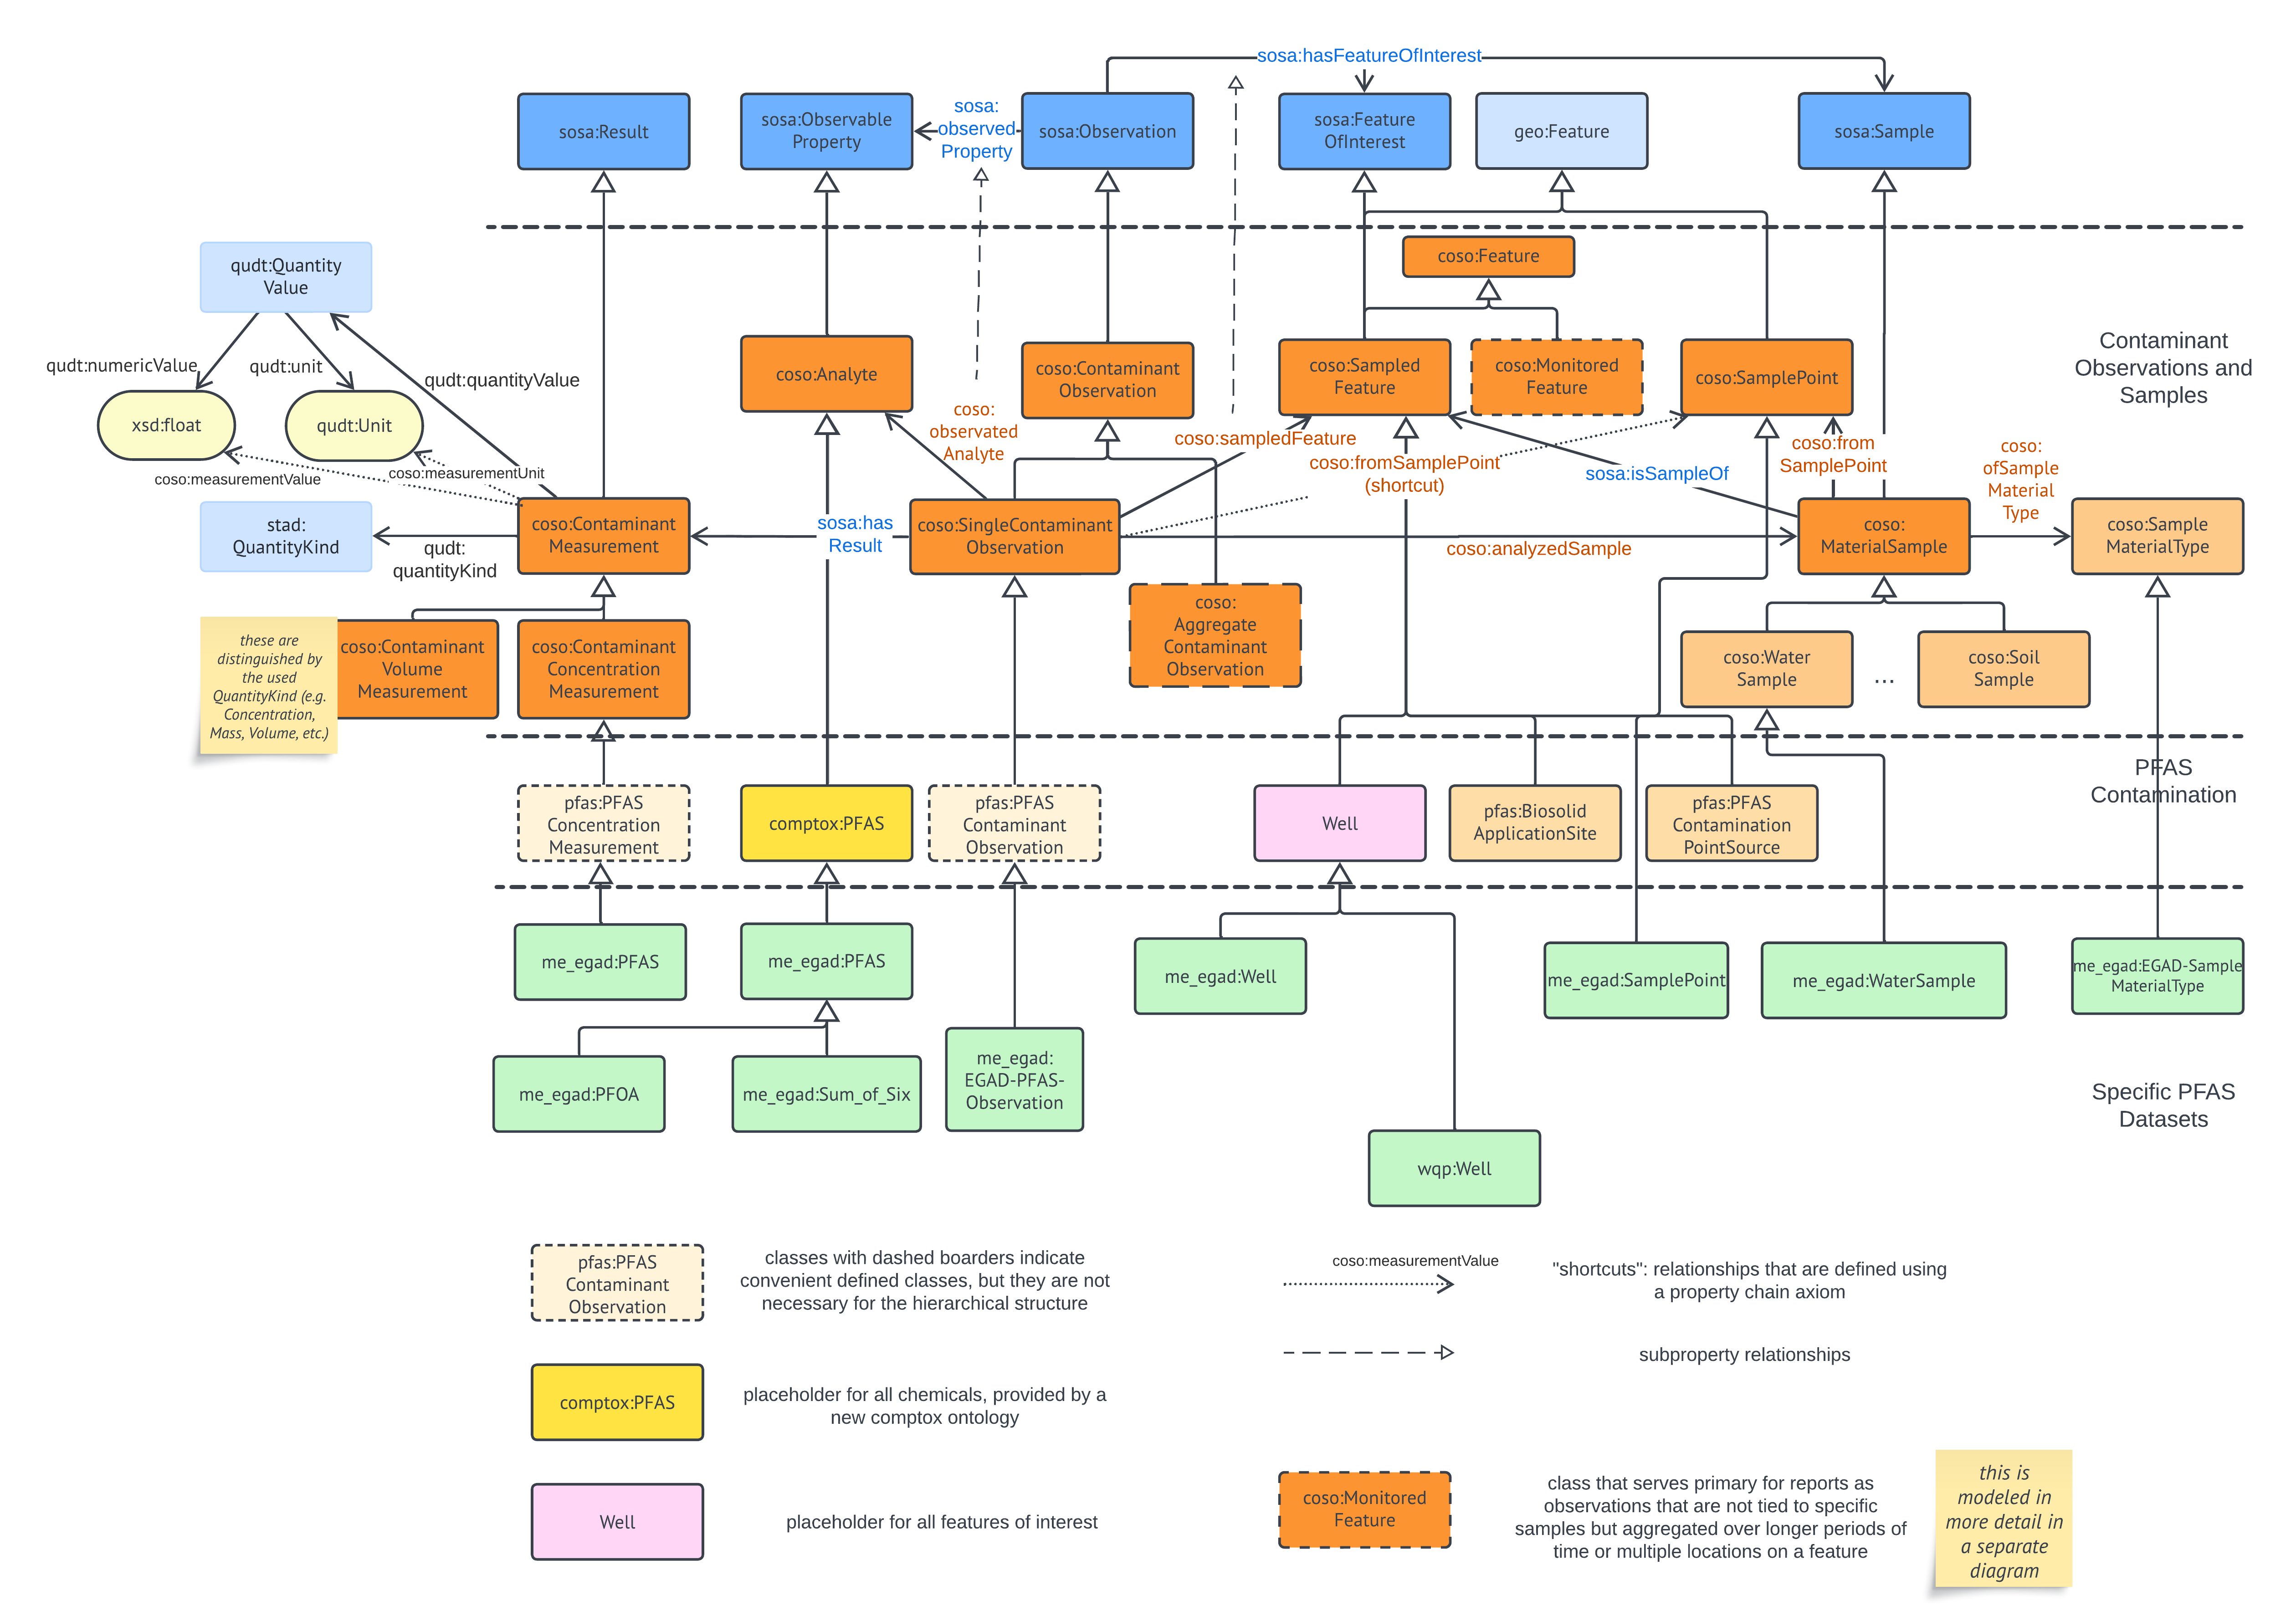 sosa:hasFeatureOfInterest
sosa:Result
sosa:Observable
Property
sosa:
observed
Property
sosa:Observation
sosa:Feature
OfInterest
geo:Feature
sosa:Sample
qudt:Quantity
Value
coso:Feature
Contaminant
Observations and
Samples
qudt:numericValue
qudt:unit
qudt:quantityValue
xsd:float
qudt:Unit
coso:Analyte
coso:Contaminant
Observation
coso:Sampled
Feature
coso:Monitored
Feature
coso:SamplePoint
coso:
observated
Analyte
coso:sampledFeature
coso:fromSamplePoint
(shortcut)
sosa:isSampleOf
coso:from
SamplePoint
coso:
ofSample
Material
Type
coso:measurementValue
coso:measurementUnit
stad:
QuantityKind
qudt:
quantityKind
coso:Contaminant
Measurement
sosa:has
Result
coso:SingleContaminant
Observation
coso:analyzedSample
coso:
MaterialSample
coso:Sample
MaterialType
these are
distinguished by
the used
QuantityKind (e.g.
Concentration,
Mass, Volume, etc.)
coso:Contaminant
Volume
Measurement
coso:Contaminant
Concentration
Measurement
coso:
Aggregate
Contaminant
Observation
coso:Water
Sample
...
coso:Soil
Sample
PFAS
Contamination
pfas:PFAS
Concentration
Measurement
comptox:PFAS
pfas:PFAS
Contaminant
Observation
Well
pfas:Biosolid
ApplicationSite
pfas:PFAS
Contamination
PointSource
me_egad:PFAS
me_egad:PFAS
me_egad:Well
me_egad:SamplePoint
me_egad:WaterSample
me_egad:EGAD-Sample
MaterialType
me_egad:PFOA
me_egad:Sum_of_Six
me_egad:
EGAD-PFAS-
Observation
Specific PFAS
Datasets
wqp:Well
pfas:PFAS
Contaminant
Observation
classes with dashed boarders indicate
convenient defined classes, but they are not
necessary for the hierarchical structure
coso:measurementValue
"shortcuts": relationships that are defined using
a property chain axiom
subproperty relationships
comptox:PFAS
placeholder for all chemicals, provided by a
new comptox ontology
Well
placeholder for all features of interest
coso:Monitored
Feature
class that serves primary for reports as
observations that are not tied to specific
samples but aggregated over longer periods of
time or multiple locations on a feature
this is
modeled in
more detail in
a separate
diagram